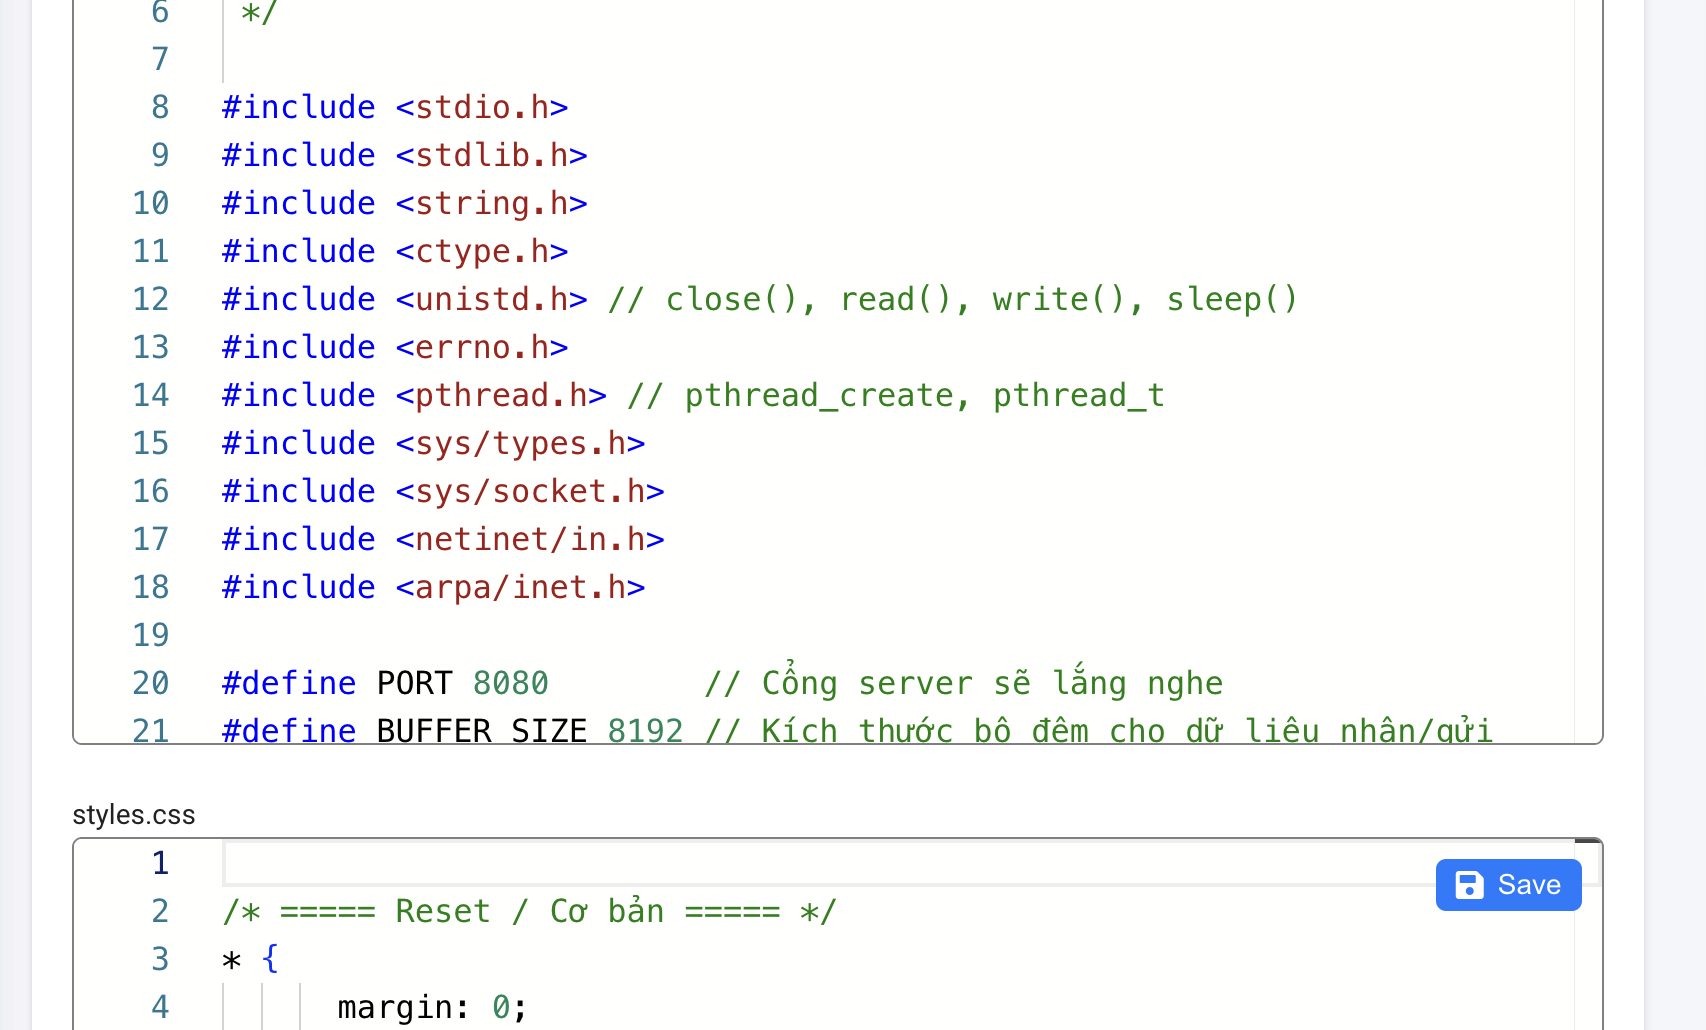 6 */
7
8 #include <stdio.h>
9 #include <stdlib.h>
10 #include <string.h>
11 #include <ctype.h>
12 #include <unistd.h> // close(), read(), write(), sleep()
13 #include <errno.h>
14 #include <pthread.h> // pthread_create, pthread_t
15 #include <sys/types.h>
16 #include <sys/socket.h>
17 #include <netinet/in.h>
18 #include <arpa/inet.h>
19
20 #define PORT 8080 // Cổng server sẽ lắng nghe
21 #define BUFFER_SIZE 8192 // Kích thước bộ đệm cho dữ liệu nhận/gửi
styles.css
1
Save
2 /* ===== Reset / Cơ bản ===== */
3 * {
4 margin: 0;